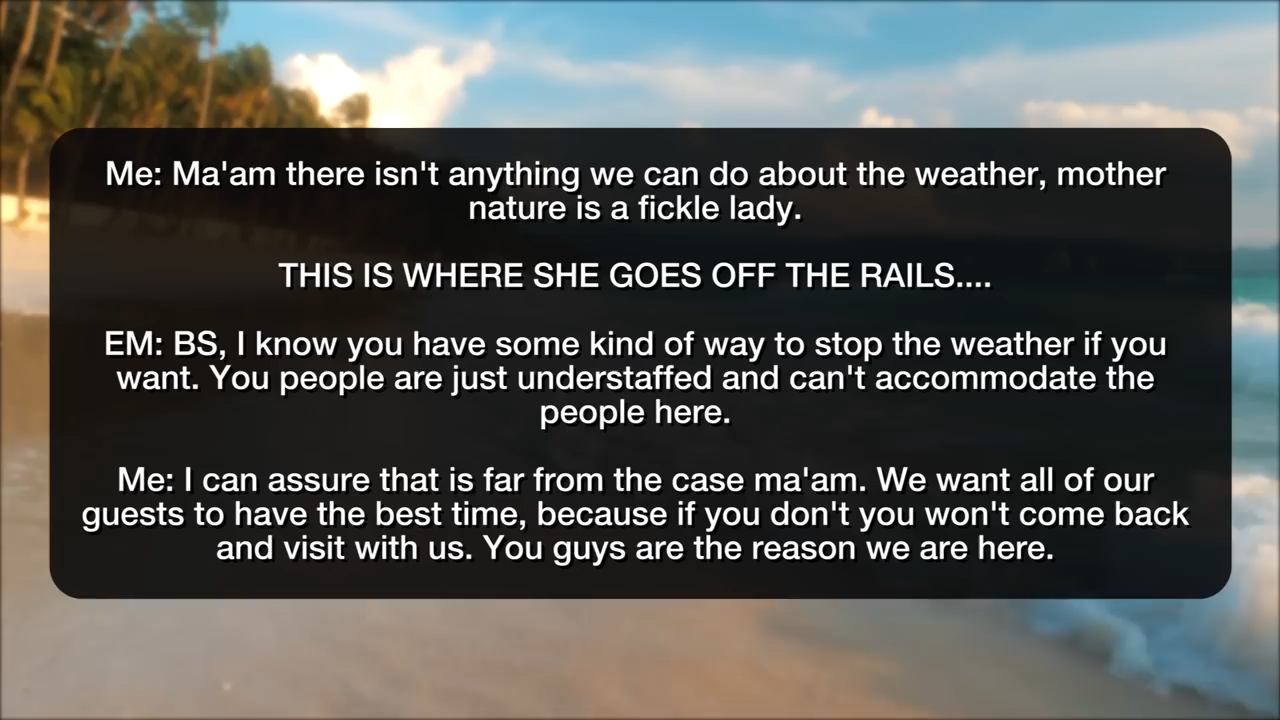 Me: Ma'am there isn't anything we can do about the weather, mother
nature is a fickle lady.
THIS IS WHERE SHE GOES OFF THE RAILS....
EM: BS, I know you have some kind of way to stop the weather if you
want. You people are just understaffed and can't accommodate the
people here.
Me: I can assure that is far from the case ma'am. We want all of our
guests to have the best time, because if you don't you won't come back
and visit with us. You guys are the reason we are here.